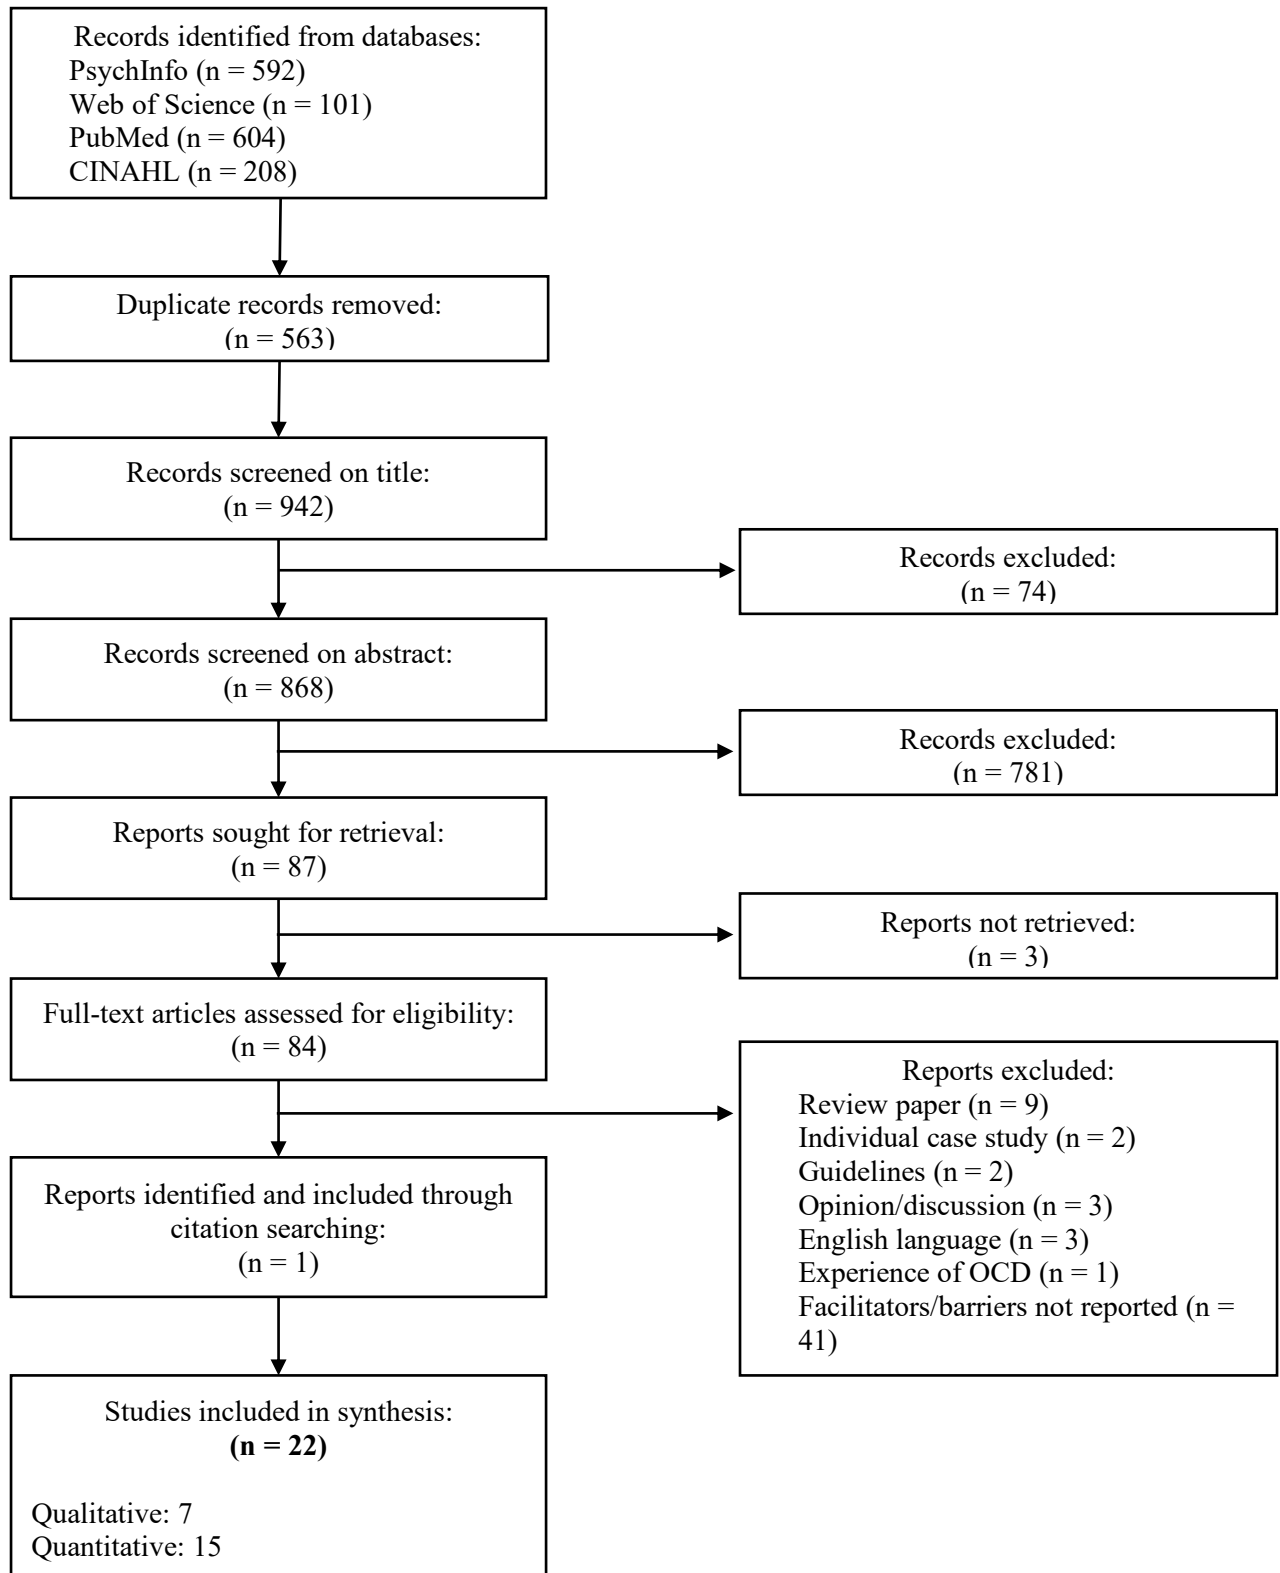 Records identified from databases:
PsychInfo (n = 592)
Web of Science (n = 101)
PubMed (n = 604)
CINAHL (n = 208)
Duplicate records removed:
(n = 563)
Records screened on title:
(n = 942)
Records excluded:
(n = 74)
Records screened on abstract:
(n = 868)
Records excluded:
(n = 781)
Reports sought for retrieval:
(n = 87)
Reports not retrieved:
(n = 3)
Full-text articles assessed for eligibility:
(n = 84)
Reports excluded:
Review paper (n = 9)
Individual case study (n = 2)
Guidelines (n = 2)
Opinion/discussion (n = 3)
English language (n = 3)
Experience of OCD (n = 1)
Facilitators/barriers not reported (n =
41)
Reports identified and included through
citation searching:
(n = 1)
Studies included in synthesis:
(n = 22)
Qualitative: 7
Quantitative: 15